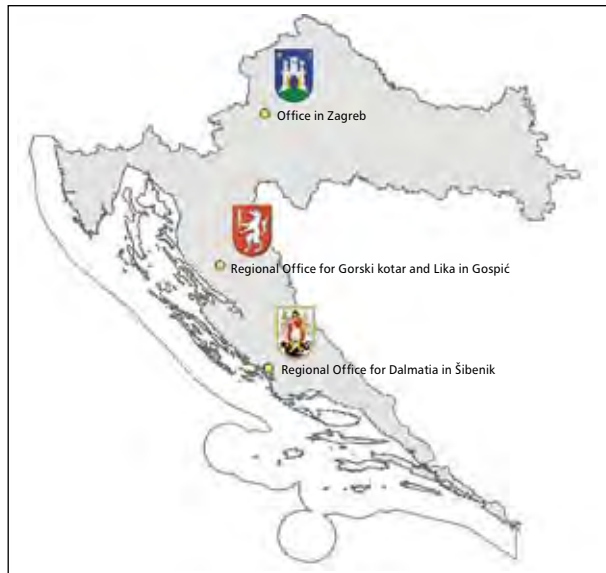 Office in Zagreb
Regional Office for Gorski kotar and Lika in Gospić
Regional Office for Dalmatia in Šibenik